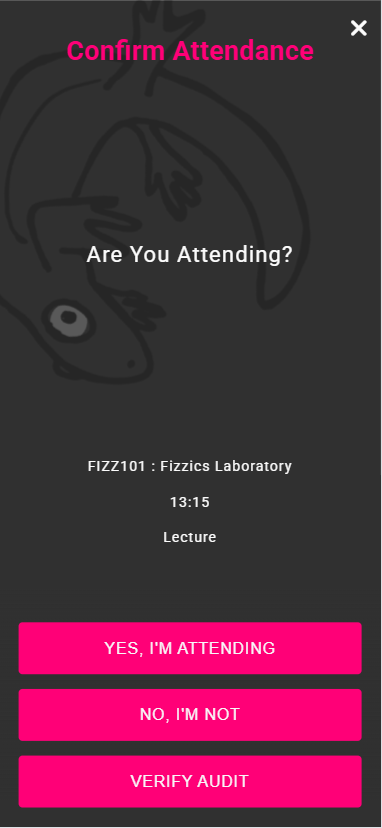 Confirm Attendance
Are You Attending?
FIZZ101 : Fizzics Laboratory
13:15
Lecture
YES, I'M ATTENDING
NO, I'M NOT
VERIFY AUDIT